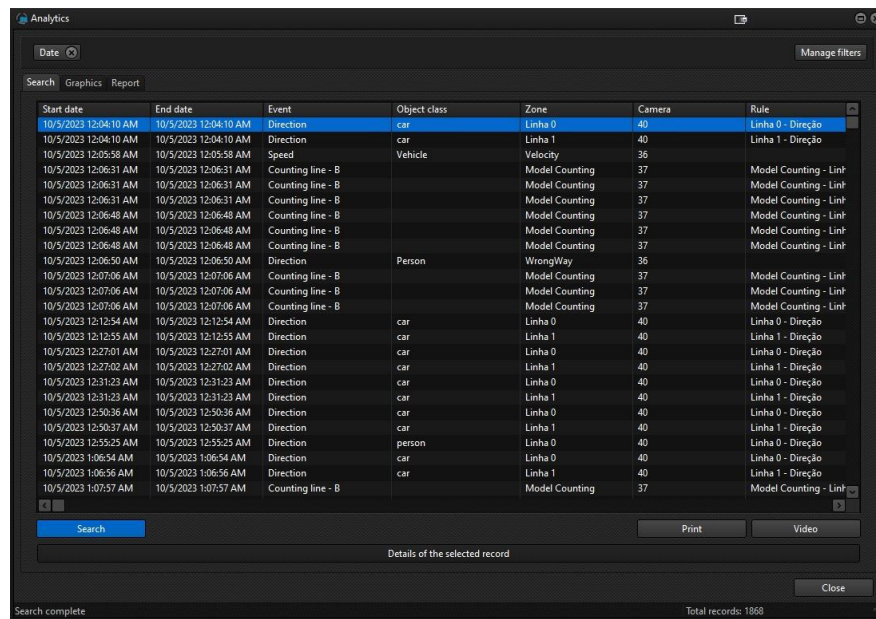 Analytics
Date
Manage filters
Search Graphics Report
Start date End date Event Object class Zone Camera Rule
10/5/2023 12:04:10 AM 10/5/2023 12:04:10 AM Direction car Linha 0 40 Linha 0 - Direção
10/5/2023 12:04:10 AM 10/5/2023 12:04:10 AM Direction car Linha 1 40 Linha 1 - Direção
10/5/2023 12:05:58 AM 10/5/2023 12:05:58 AM Speed Vehicle Velocity 36
10/5/2023 12:06:31 AM 10/5/2023 12:06:31 AM Counting line - B Model Counting 37 Model Counting - Linh
10/5/2023 12:06:31 AM 10/5/2023 12:06:31 AM Counting line - B Model Counting 37 Model Counting - Linh
10/5/2023 12:06:31 AM 10/5/2023 12:06:31 AM Counting line - B Model Counting 37 Model Counting - Linh
10/5/2023 12:06:48 AM 10/5/2023 12:06:48 AM Counting line - B Model Counting 37 Model Counting - Linh
10/5/2023 12:06:48 AM 10/5/2023 12:06:48 AM Counting line - B Model Counting 37 Model Counting - Linh
10/5/2023 12:06:48 AM 10/5/2023 12:06:48 AM Counting line - B Model Counting 37 Model Counting - Linh
10/5/2023 12:06:50 AM 10/5/2023 12:06:50 AM Direction Person WrongWay 36
10/5/2023 12:07:06 AM 10/5/2023 12:07:06 AM Counting line - B Model Counting 37 Model Counting - Linh
10/5/2023 12:07:06 AM 10/5/2023 12:07:06 AM Counting line - B Model Counting 37 Model Counting - Linh
10/5/2023 12:07:06 AM 10/5/2023 12:07:06 AM Counting line - B Model Counting 37 Model Counting - Linh
10/5/2023 12:12:54 AM 10/5/2023 12:12:54 AM Direction car Linha 0 40 Linha 0 - Direção
10/5/2023 12:12:55 AM 10/5/2023 12:12:55 AM Direction car Linha 1 40 Linha 1 - Direção
10/5/2023 12:27:01 AM 10/5/2023 12:27:01 AM Direction car Linha 0 40 Linha 0 - Direção
10/5/2023 12:27:02 AM 10/5/2023 12:27:02 AM Direction car Linha 1 40 Linha 1 - Direção
10/5/2023 12:31:23 AM 10/5/2023 12:31:23 AM Direction car Linha 0 40 Linha 0 - Direção
10/5/2023 12:31:23 AM 10/5/2023 12:31:23 AM Direction car Linha 1 40 Linha 1 - Direção
10/5/2023 12:50:36 AM 10/5/2023 12:50:36 AM Direction car Linha 0 40 Linha 0 - Direção
10/5/2023 12:50:37 AM 10/5/2023 12:50:37 AM Direction car Linha 1 40 Linha 1 - Direção
10/5/2023 12:55:25 AM 10/5/2023 12:55:25 AM Direction person Linha 0 40 Linha 0 - Direção
10/5/2023 1:06:54 AM 10/5/2023 1:06:54 AM Direction car Linha 0 40 Linha 0 - Direção
10/5/2023 1:06:56 AM 10/5/2023 1:06:56 AM Direction car Linha 1 40 Linha 1 - Direção
10/5/2023 1:07:57 AM 10/5/2023 1:07:57 AM Counting line - B Model Counting 37 Model Counting - Linh
Search Print Video
Details of the selected record
Close
Search complete Total records: 1868